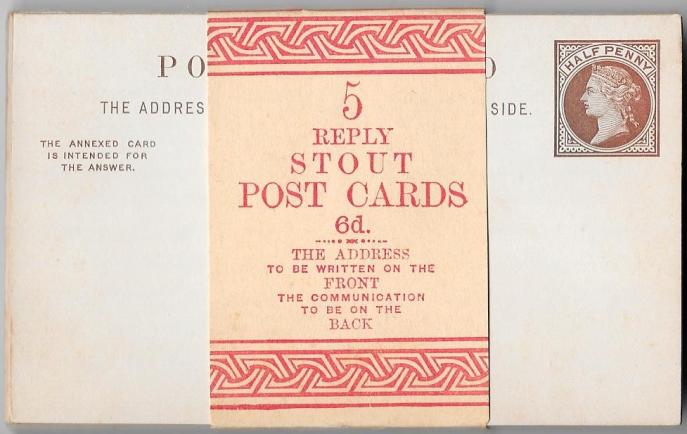 PO
THE ADDRES
SIDE.
THE ANNEXED CARD
IS INTENDED FOR
THE ANSWER.
HALF PENNY
5
REPLY
STOUT
POST CARDS
6d.
THE ADDRESS
TO BE WRITTEN ON THE
FRONT
THE COMMUNICATION
TO BE ON THE
BACK